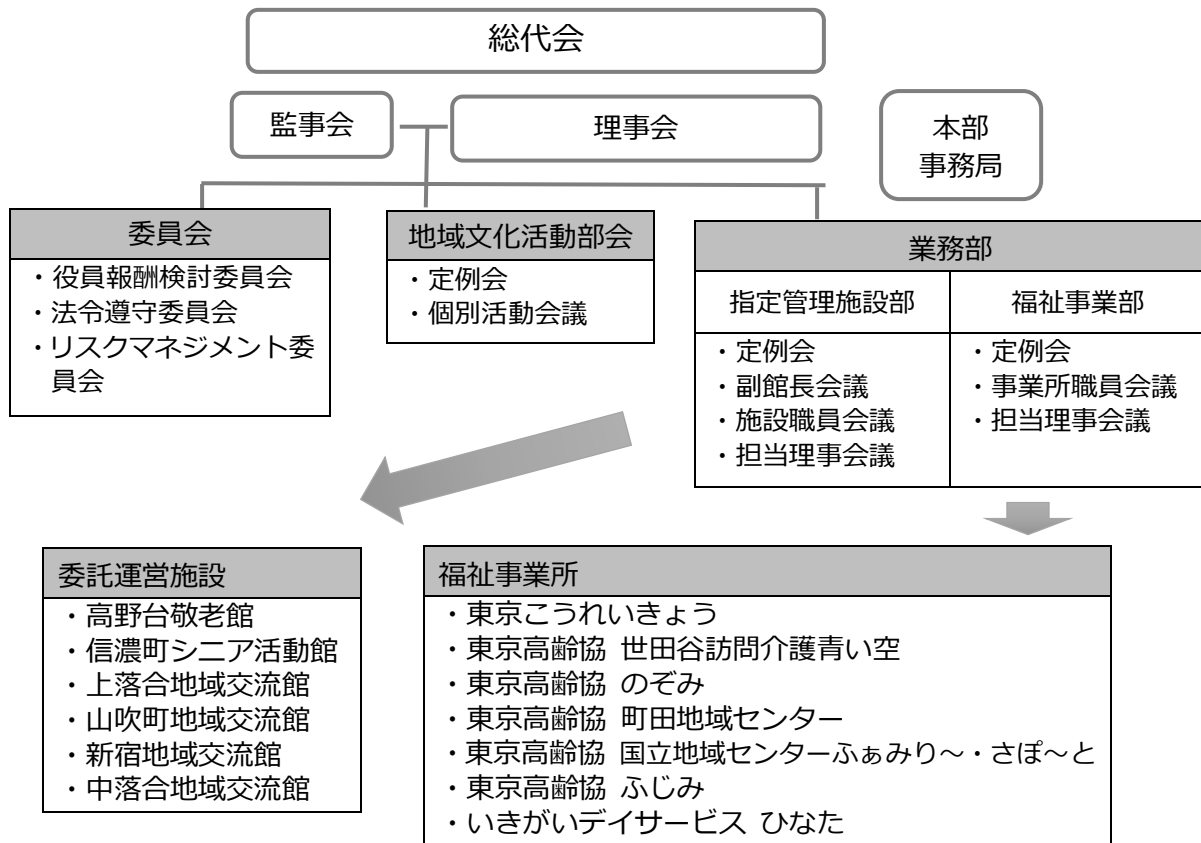 総代会
監事会
理事会
本部
事務局
委員会
・役員報酬検討委員会
・法令遵守委員会
・リスクマネジメント委
員会
地域文化活動部会
・定例会
・個別活動会議
業務部
指定管理施設部
・定例会
・副館長会議
・施設職員会議
・担当理事会議
福祉事業部
・定例会
・事業所職員会議
・担当理事会議
委託運営施設
・高野台敬老館
・信濃町シニア活動館
・上落合地域交流館
・山吹町地域交流館
・新宿地域交流館
・中落合地域交流館
福祉事業所
・東京こうれいきょう
・東京高齢協 世田谷訪問介護青い空
・東京高齢協 のぞみ
・東京高齢協 町田地域センター
・東京高齢協 国立地域センターふぁみり～・さぽ～と
・東京高齢協 ふじみ
・いきがいデイサービス ひなた